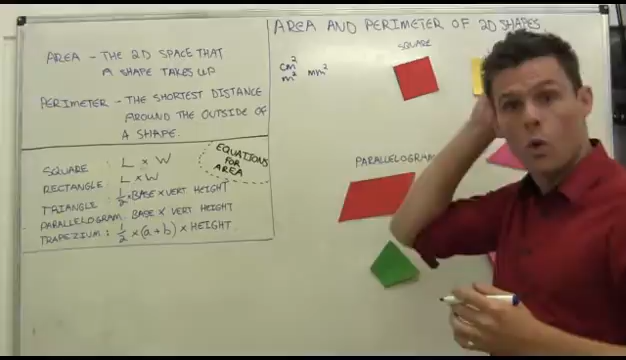 AREA AND PERIMETER OF 2D SHAPES
AREA - THE 2D SPACE THAT
A SHAPE TAKES UP
PERIMETER - THE SHORTEST DISTANCE
AROUND THE OUTSIDE OF
A SHAPE.
EQUATIONS
FOR
AREA
SQUARE : L x W
RECTANGLE : L x W
TRIANGLE : 1/2 x BASE x VERT HEIGHT
PARALLELOGRAM: BASE x VERT HEIGHT
TRAPEZIUM : 1/2 x (a+b) x HEIGHT
cm²
m² mm²
SQUARE
PARALLELOGRAM